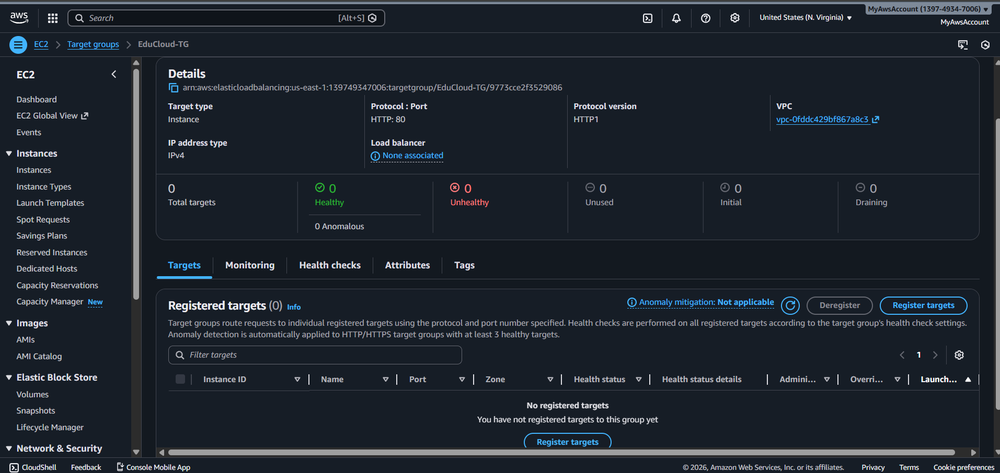 aws
Search
[Alt+S]
United States (N. Virginia)
MyAwsAccount (1397-4934-7006)
MyAwsAccount
EC2
Target groups
EduCloud-TG
EC2
Dashboard
EC2 Global View
Events
Instances
Instances
Instance Types
Launch Templates
Spot Requests
Savings Plans
Reserved Instances
Dedicated Hosts
Capacity Reservations
Capacity Manager New
Images
AMIs
AMI Catalog
Elastic Block Store
Volumes
Snapshots
Lifecycle Manager
Network & Security
Details
arn:aws:elasticloadbalancing:us-east-1:139749347006:targetgroup/EduCloud-TG/9773cce2f3529086
Target type
Instance
Protocol : Port
HTTP: 80
Protocol version
HTTP1
VPC
vpc-0fddc429bf867a8c3
IP address type
IPv4
Load balancer
None associated
0
Total targets
0
Healthy
0 Anomalous
0
Unhealthy
0
Unused
0
Initial
0
Draining
Targets
Monitoring
Health checks
Attributes
Tags
Registered targets (0) Info
Anomaly mitigation: Not applicable
Deregister
Register targets
Target groups route requests to individual registered targets using the protocol and port number specified. Health checks are performed on all registered targets according to the target group's health check settings.
Anomaly detection is automatically applied to HTTP/HTTPS target groups with at least 3 healthy targets.
Filter targets
1
Instance ID
Name
Port
Zone
Health status
Health status details
Admini...
Overri...
Launch...
No registered targets
You have not registered targets to this group yet
Register targets
CloudShell
Feedback
Console Mobile App
© 2026, Amazon Web Services, Inc. or its affiliates.
Privacy
Terms
Cookie preferences